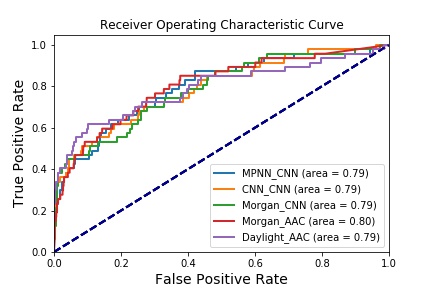 Receiver Operating Characteristic Curve
True Positive Rate
1.0
0.8
0.6
0.4
0.2
0.0
MPNN_CNN (area = 0.79)
CNN_CNN (area = 0.79)
Morgan_CNN (area = 0.79)
Morgan_AAC (area = 0.80)
Daylight_AAC (area = 0.79)
0.0 0.2 0.4 0.6 0.8 1.0
False Positive Rate